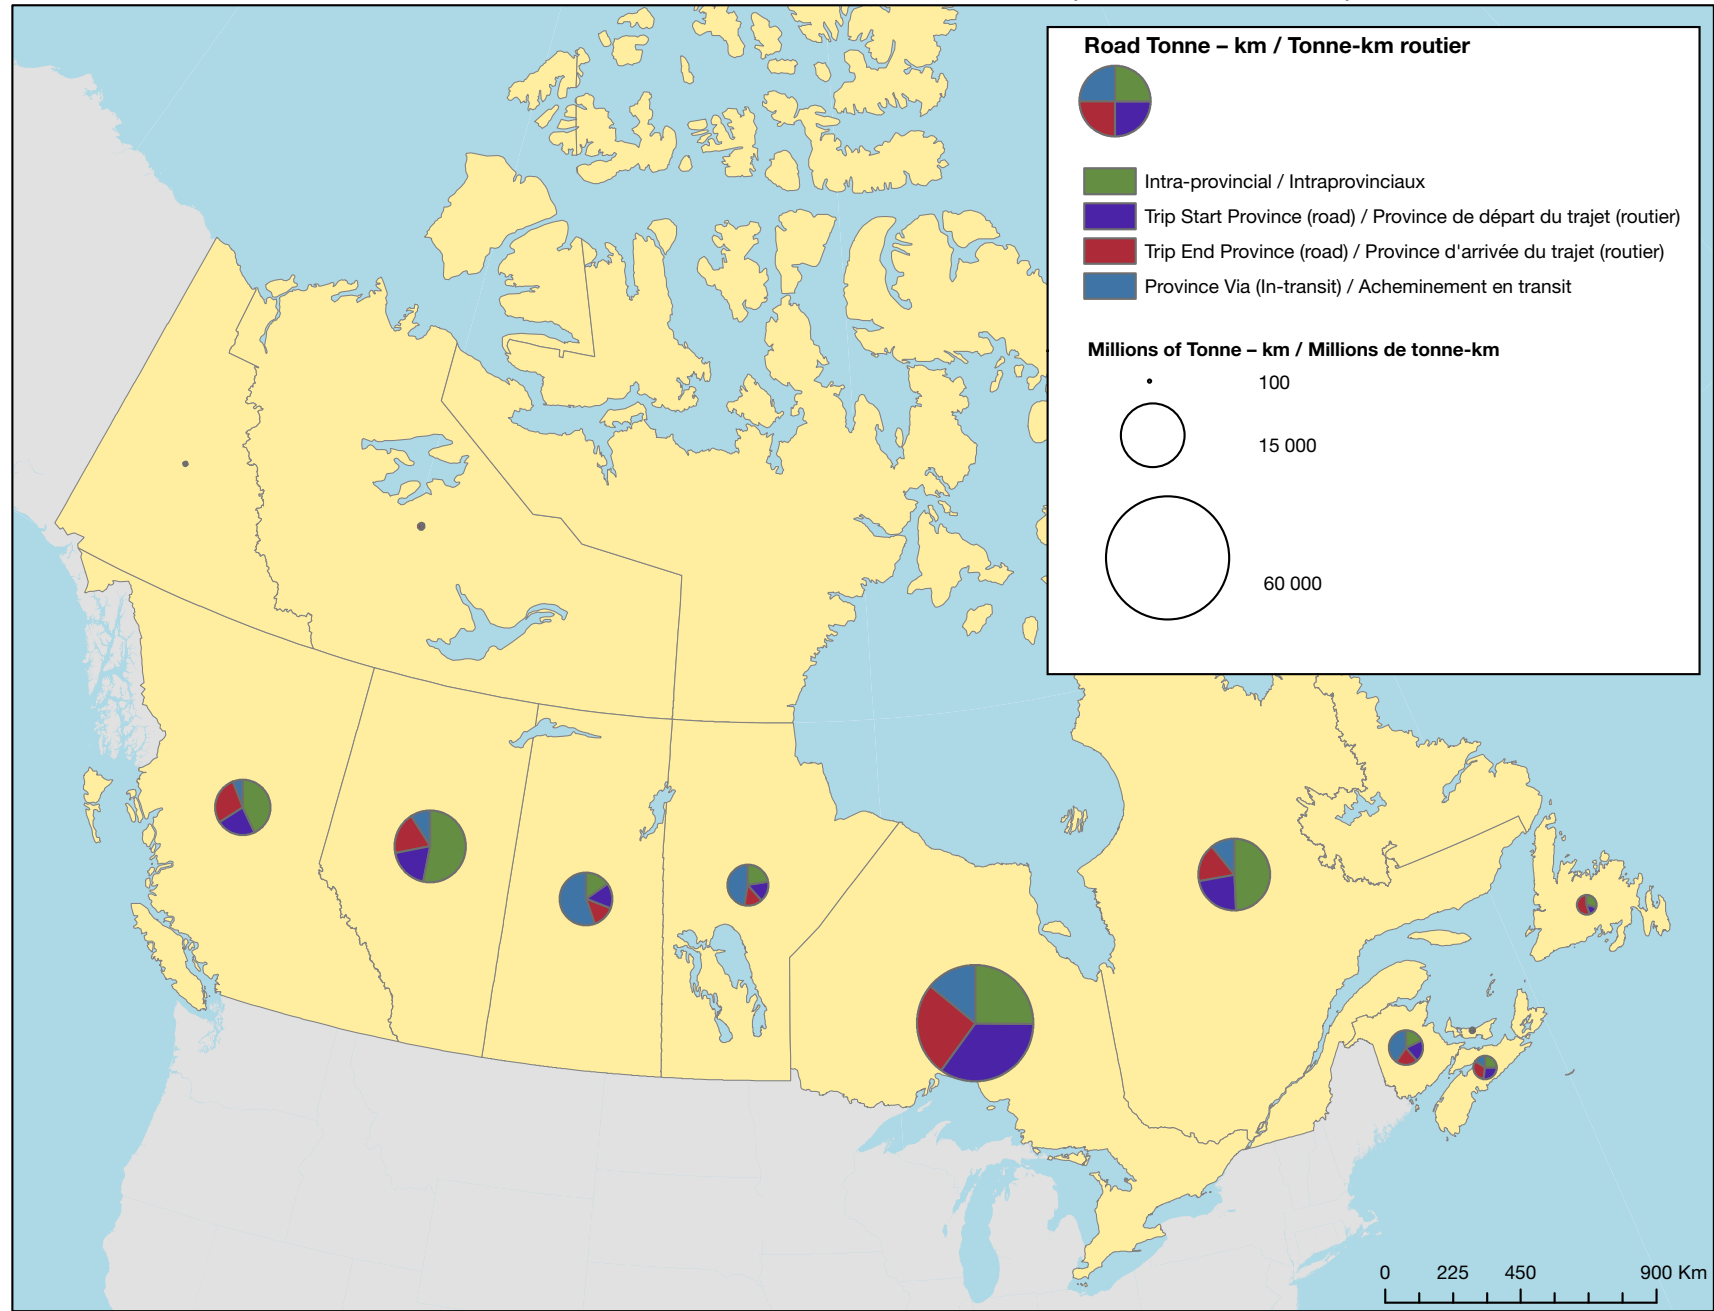 Road Tonne – km / Tonne-km routier
Intra-provincial / Intraprovinciaux
Trip Start Province (road) / Province de départ du trajet (routier)
Trip End Province (road) / Province d'arrivée du trajet (routier)
Province Via (In-transit) / Acheminement en transit
Millions of Tonne – km / Millions de tonne-km
100
15 000
60 000
0 225 450 900 Km